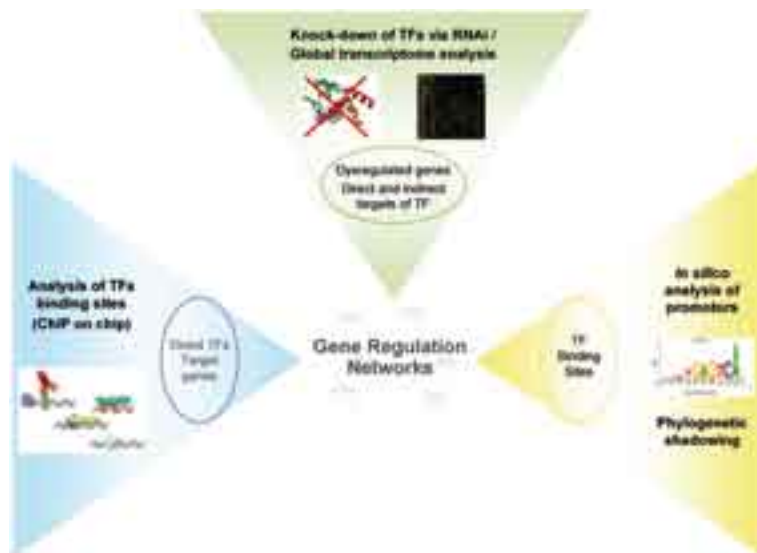 Knock-down of TFs via RNAi /
Global transcriptome analysis
Dysregulated genes
Direct and indirect
targets of TF
Analysis of TFs
binding sites
(ChIP on chip)
Direct TFs
Target
genes
Gene Regulation
Networks
TF
Binding
Sites
In silico
analysis of
promotors
Phylogenetic
shadowing